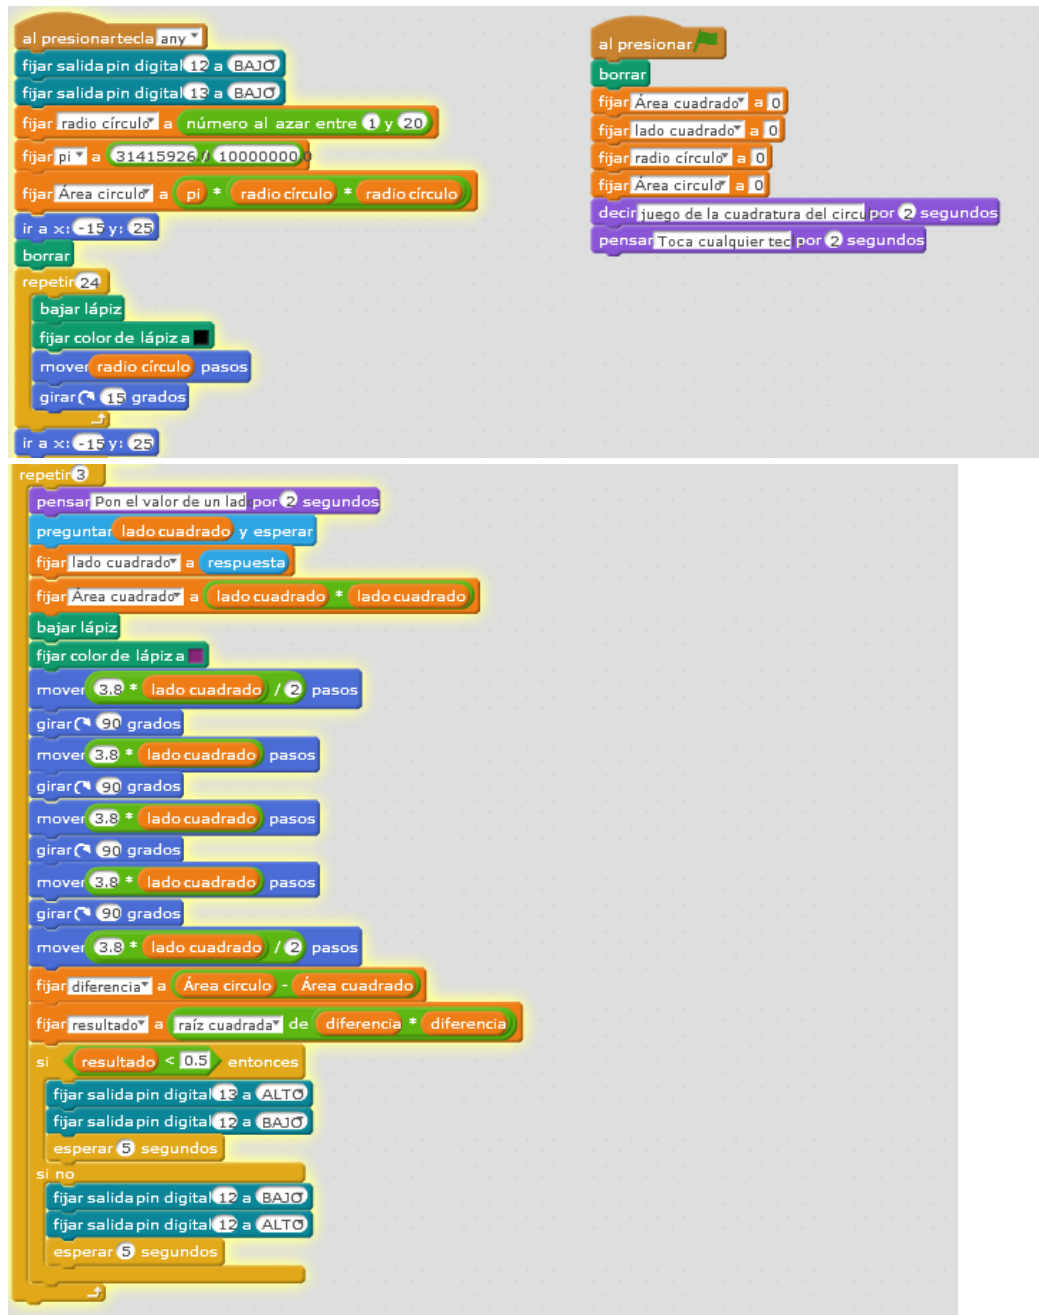 al presionar tecla any
fijar salida pin digital 12 a BAJO
fijar salida pin digital 13 a BAJO
fijar radio círculo a número al azar entre 1 y 20
fijar pi a 31415926 / 10000000
fijar Área circulo a pi * radio círculo * radio círculo
ir a x: -15 y: 25
borrar
repetir 24
bajar lápiz
fijar color de lápiz a
mover radio círculo pasos
girar 15 grados
ir a x: -15 y: 25
al presionar
borrar
fijar Área cuadrado a 0
fijar lado cuadrado a 0
fijar radio círculo a 0
fijar Área circulo a 0
decir juego de la cuadratura del circu por 2 segundos
pensar Toca cualquier tec por 2 segundos
repetir 3
pensar Pon el valor de un lad por 2 segundos
preguntar lado cuadrado y esperar
fijar lado cuadrado a respuesta
fijar Área cuadrado a lado cuadrado * lado cuadrado
bajar lápiz
fijar color de lápiz a
mover 3.8 * lado cuadrado / 2 pasos
girar 90 grados
mover 3.8 * lado cuadrado pasos
girar 90 grados
mover 3.8 * lado cuadrado pasos
girar 90 grados
mover 3.8 * lado cuadrado pasos
girar 90 grados
mover 3.8 * lado cuadrado / 2 pasos
fijar diferencia a Área circulo - Área cuadrado
fijar resultado a raíz cuadrada de diferencia * diferencia
si resultado < 0.5 entonces
fijar salida pin digital 13 a ALTO
fijar salida pin digital 12 a BAJO
esperar 5 segundos
si no
fijar salida pin digital 12 a BAJO
fijar salida pin digital 12 a ALTO
esperar 5 segundos